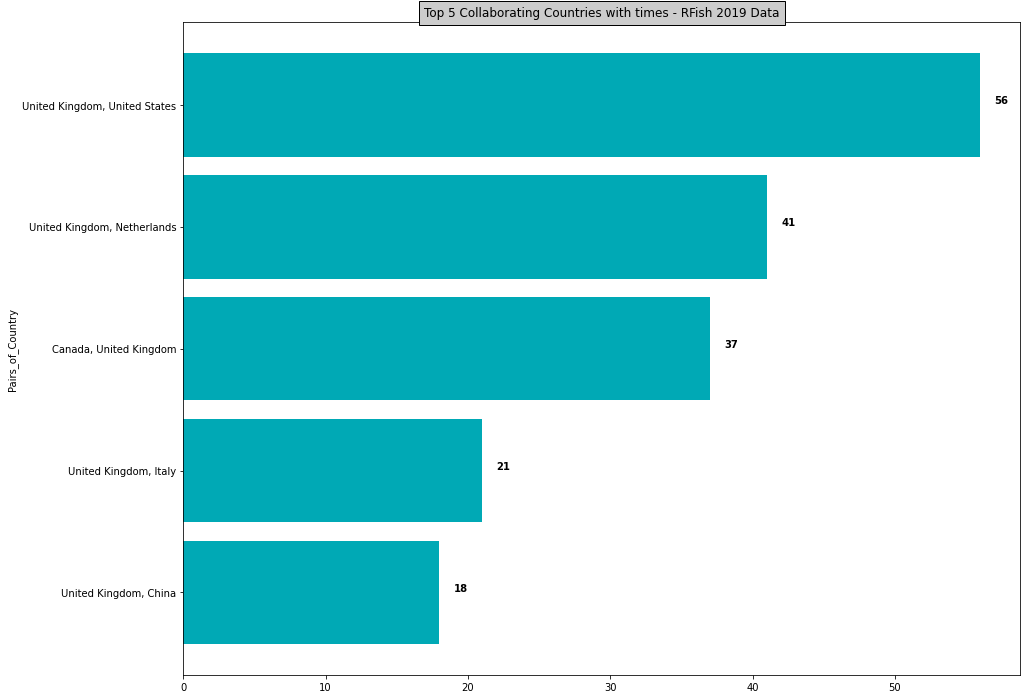 Top 5 Collaborating Countries with times - RFish 2019 Data
Pairs_of_Country
United Kingdom, United States
56
United Kingdom, Netherlands
41
Canada, United Kingdom
37
United Kingdom, Italy
21
United Kingdom, China
18
0 10 20 30 40 50